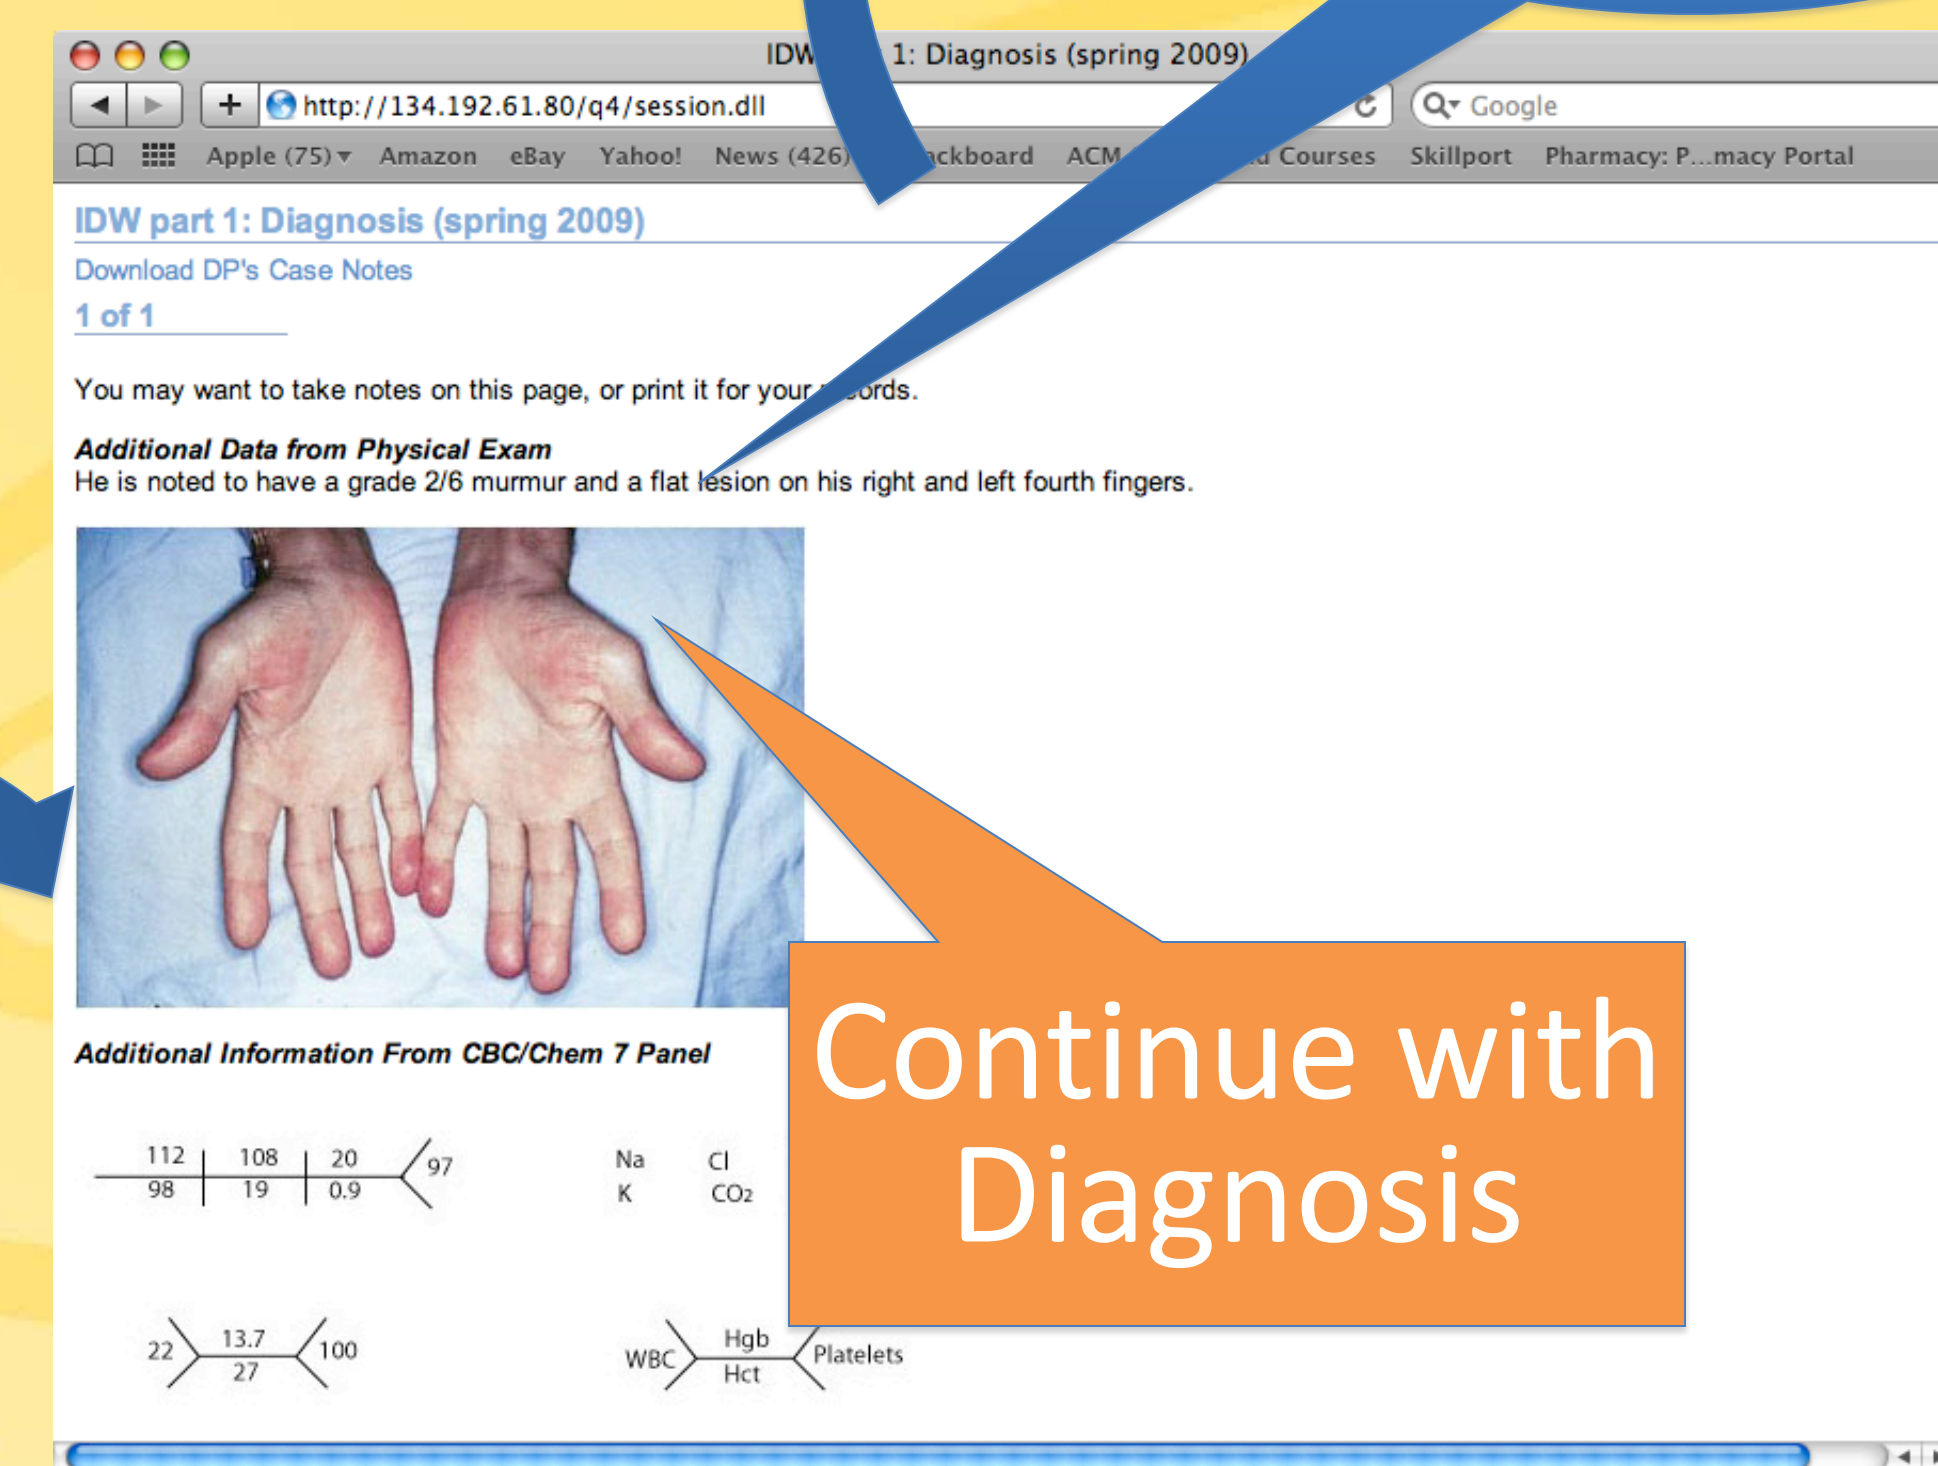 IDW 1: Diagnosis (spring 2009)
http://134.192.61.80/q4/session.dll
Google
Apple (75) Amazon eBay Yahoo! News (426) ACM Courses Skillport Pharmacy: P...macy Portal
IDW part 1: Diagnosis (spring 2009)
Download DP's Case Notes
1 of 1
You may want to take notes on this page, or print it for your
Additional Data from Physical Exam
He is noted to have a grade 2/6 murmur and a flat lesion on his right and left fourth fingers.
Continue with
Diagnosis
Additional Information From CBC/Chem 7 Panel
112 108 20 97
98 19 0.9
Na Cl
K CO2
22 13.7 100
27
WBC Hgb Platelets
Hct